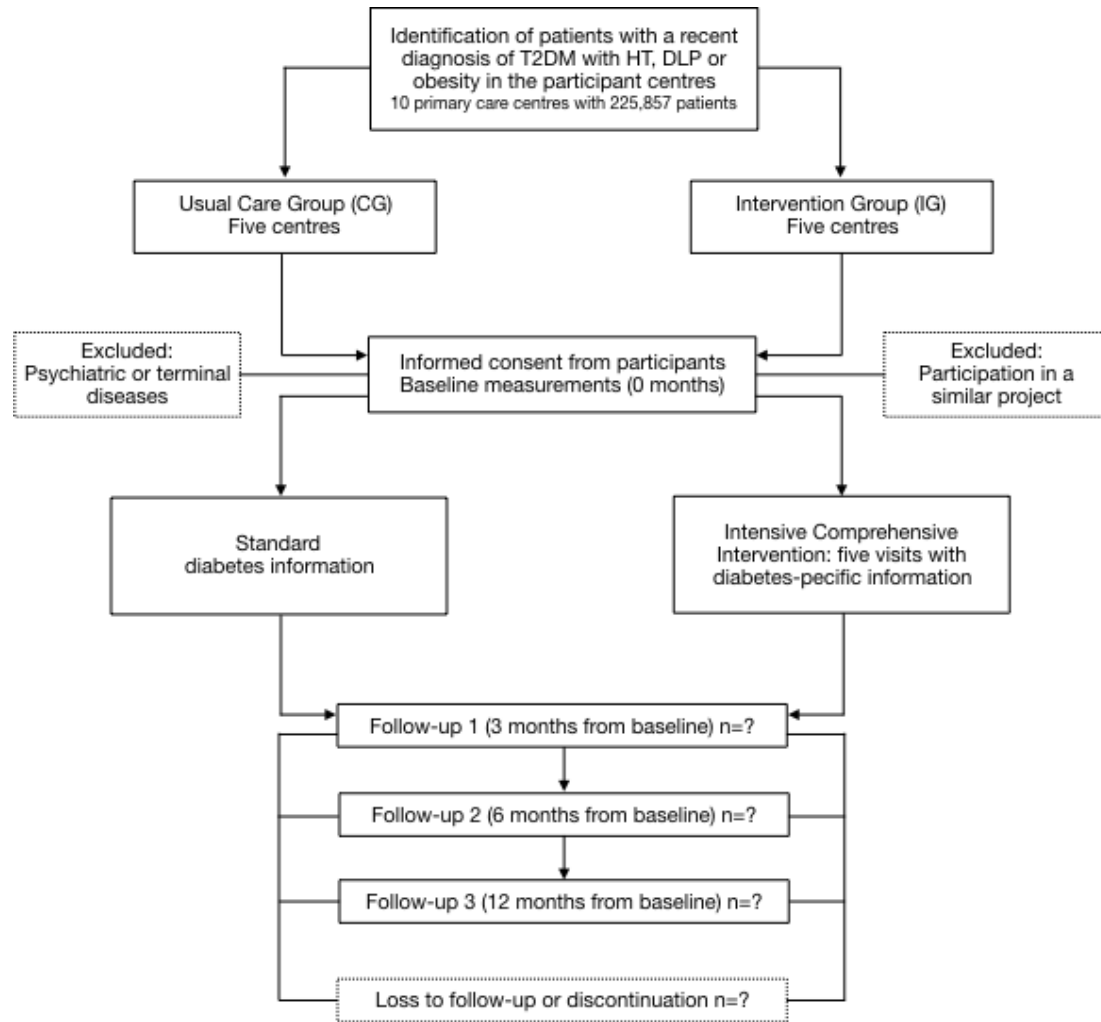 Identification of patients with a recent
diagnosis of T2DM with HT, DLP or
obesity in the participant centres
10 primary care centres with 225,857 patients
Usual Care Group (CG)
Five centres
Intervention Group (IG)
Five centres
Excluded:
Psychiatric or terminal
diseases
Informed consent from participants
Baseline measurements (0 months)
Excluded:
Participation in a
similar project
Standard
diabetes information
Intensive Comprehensive
Intervention: five visits with
diabetes-pecific information
Follow-up 1 (3 months from baseline) n=?
Follow-up 2 (6 months from baseline) n=?
Follow-up 3 (12 months from baseline) n=?
Loss to follow-up or discontinuation n=?